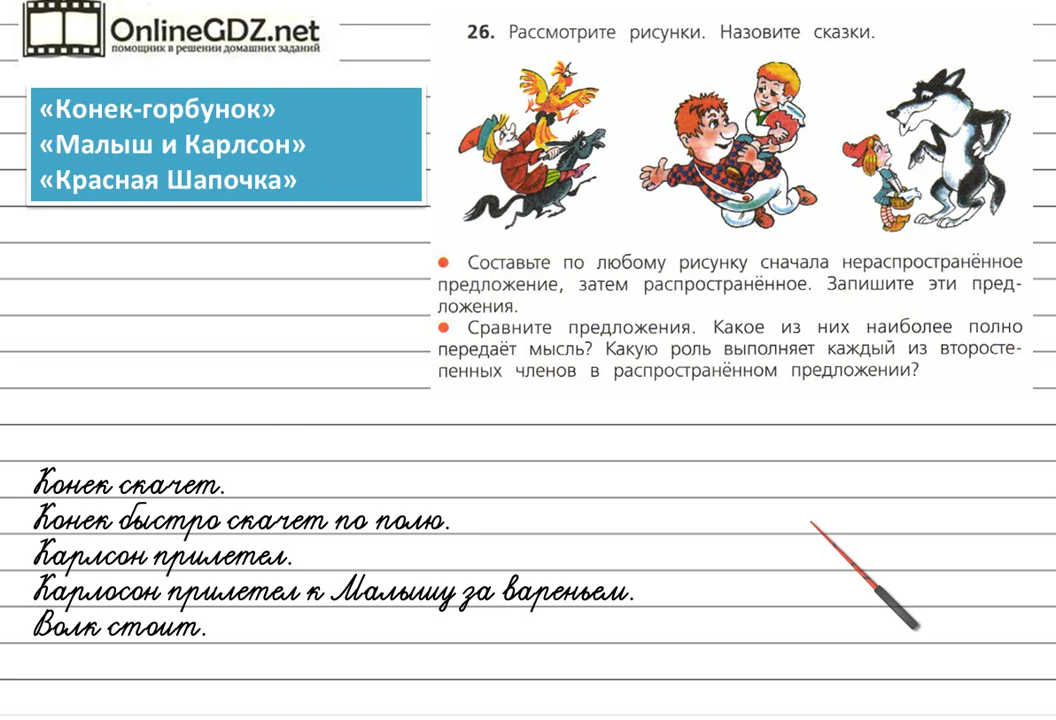 OnlineGDZ.net
помощник в решении домашних заданий
«Конек-горбунок»
«Малыш и Карлсон»
«Красная Шапочка»
26. Рассмотрите рисунки. Назовите сказки.
● Составьте по любому рисунку сначала нераспространённое
предложение, затем распространённое. Запишите эти пред-
ложения.
● Сравните предложения. Какое из них наиболее полно
передаёт мысль? Какую роль выполняет каждый из второсте-
пенных членов в распространённом предложении?
Конек скачет.
Конек быстро скачет по полю.
Карлсон прилетел.
Карлосон прилетел к Малышу за вареньем.
Волк стоит.